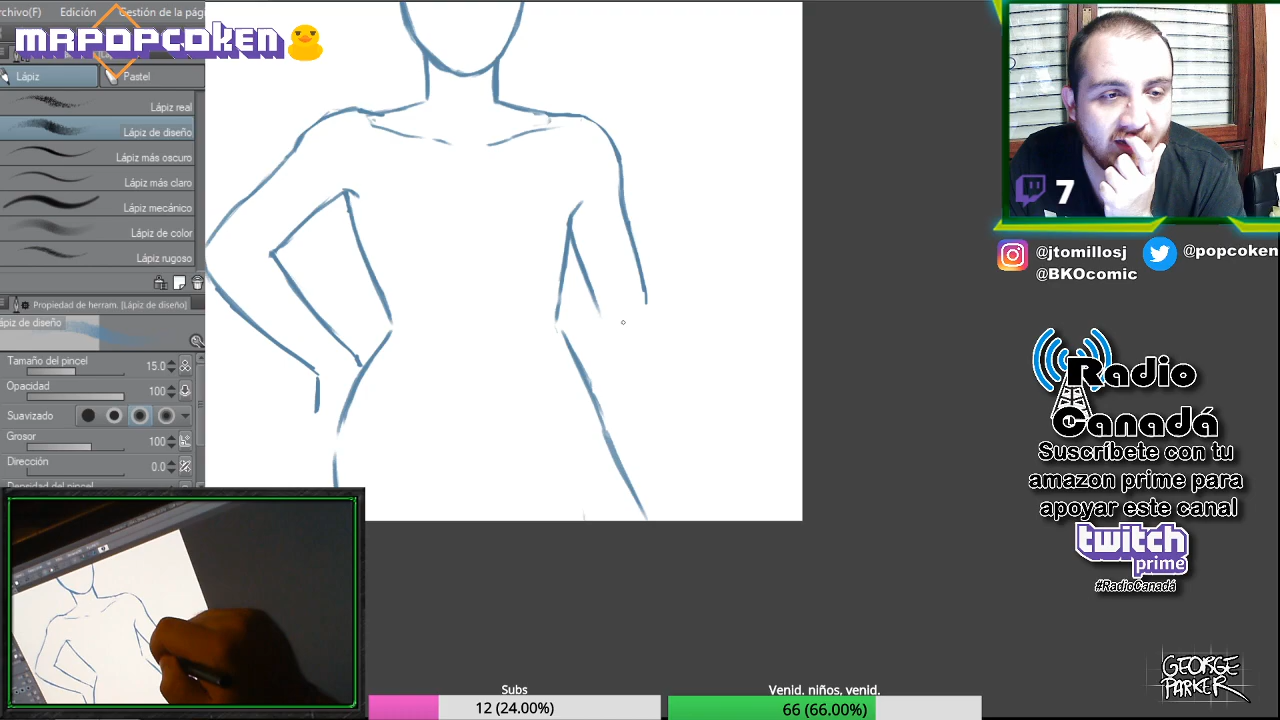 rchivo(F) Edición Gestión de la pág
MRPOPCOKEN
Lápiz Pastel
Lápiz real
Lápiz de diseño
Lápiz más oscuro
Lápiz más claro
Lápiz mecánico
Lápiz de color
Lápiz rugoso
Propiedad de herram. [Lápiz de diseño]
ápiz de diseño
Tamaño del pincel 15.0
Opacidad 100
Suavizado
Grosor 100
Dirección 0.0
Densidad del pincel
7
@jtomillosj @popcoken
@BKOcomic
Radio
Canadá
Suscríbete con tu
amazon prime para
apoyar este canal
twitch
prime
#RadioCanadá
GEORGE
PARKER
Subs
12 (24.00%)
Venid, niños, venid.
66 (66.00%)